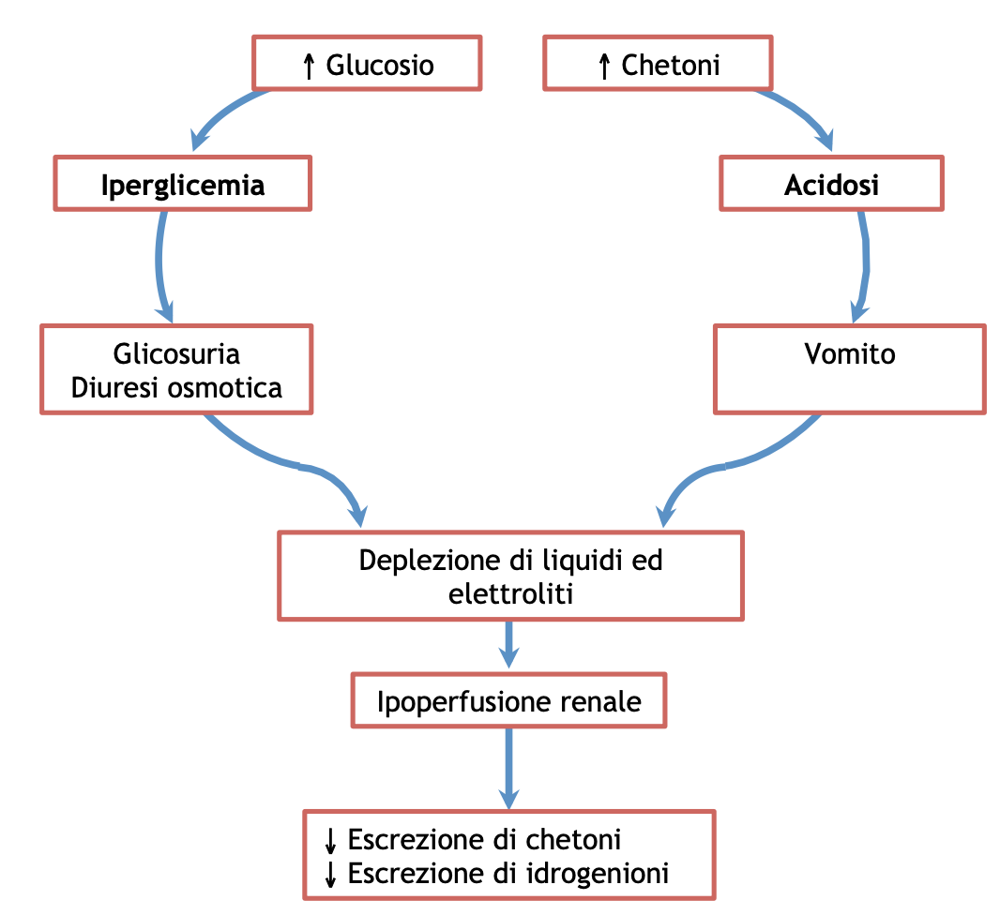 ↑ Glucosio
↑ Chetoni
Iperglicemia
Acidosi
Glicosuria
Diuresi osmotica
Vomito
Deplezione di liquidi ed
elettroliti
Ipoperfusione renale
↓ Escrezione di chetoni
↓ Escrezione di idrogenioni